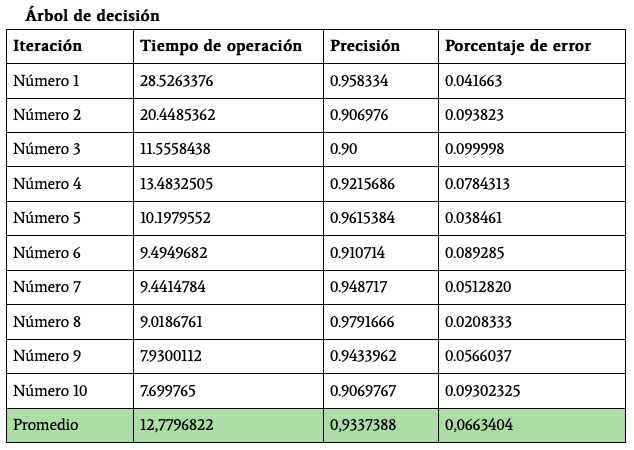 Árbol de decisión
Iteración Tiempo de operación Precisión Porcentaje de error
Número 1 28.5263376 0.958334 0.041663
Número 2 20.4485362 0.906976 0.093823
Número 3 11.5558438 0.90 0.099998
Número 4 13.4832505 0.9215686 0.0784313
Número 5 10.1979552 0.9615384 0.038461
Número 6 9.4949682 0.910714 0.089285
Número 7 9.4414784 0.948717 0.0512820
Número 8 9.0186761 0.9791666 0.0208333
Número 9 7.9300112 0.9433962 0.0566037
Número 10 7.699765 0.9069767 0.09302325
Promedio 12,7796822 0,9337388 0,0663404